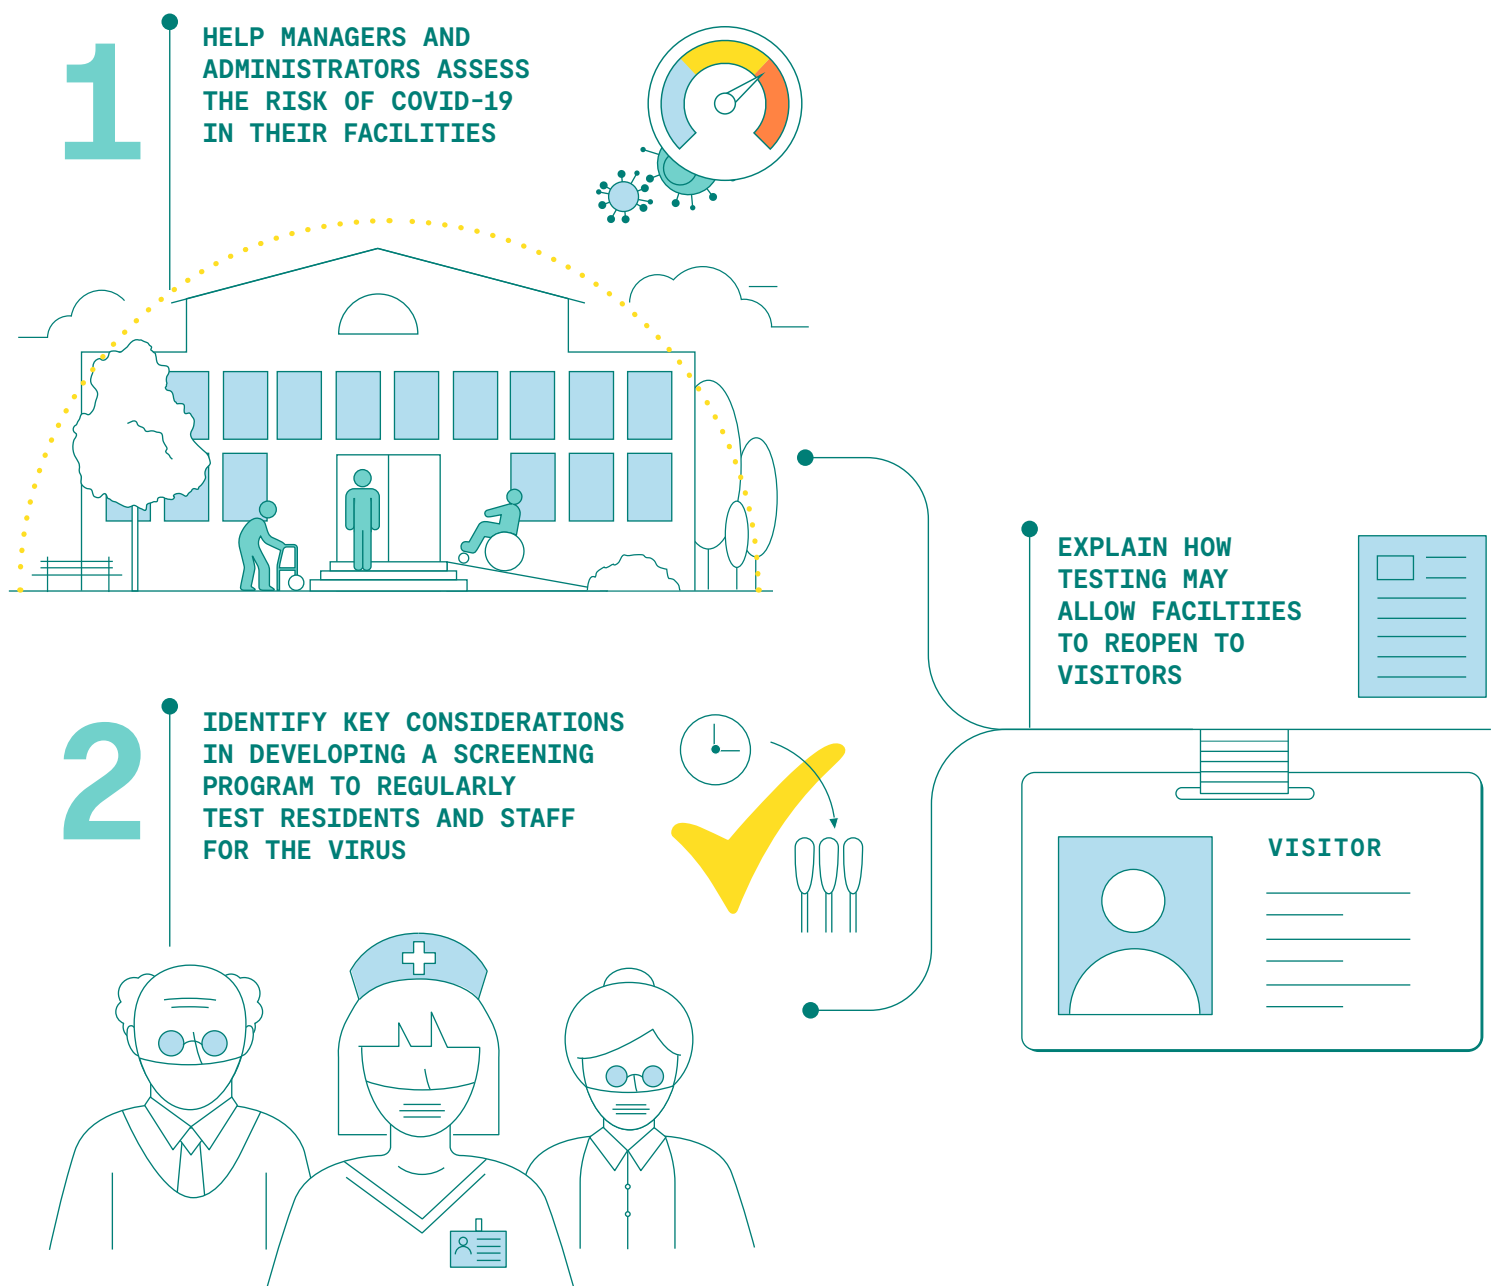 1
HELP MANAGERS AND
ADMINISTRATORS ASSESS
THE RISK OF COVID-19
IN THEIR FACILITIES
2
IDENTIFY KEY CONSIDERATIONS
IN DEVELOPING A SCREENING
PROGRAM TO REGULARLY
TEST RESIDENTS AND STAFF
FOR THE VIRUS
EXPLAIN HOW
TESTING MAY
ALLOW FACILTIIES
TO REOPEN TO
VISITORS
VISITOR